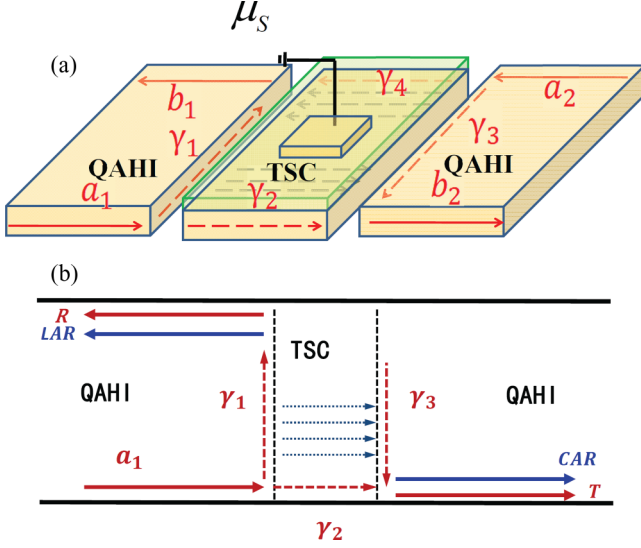 μ_S
(a)
b₁ γ₄ a₂
γ₁ γ₃
QAHI TSC QAHI
a₁ γ₂ b₂
(b)
R
LAR TSC
QAHI γ₁ γ₃ QAHI
a₁ CAR
T
γ₂